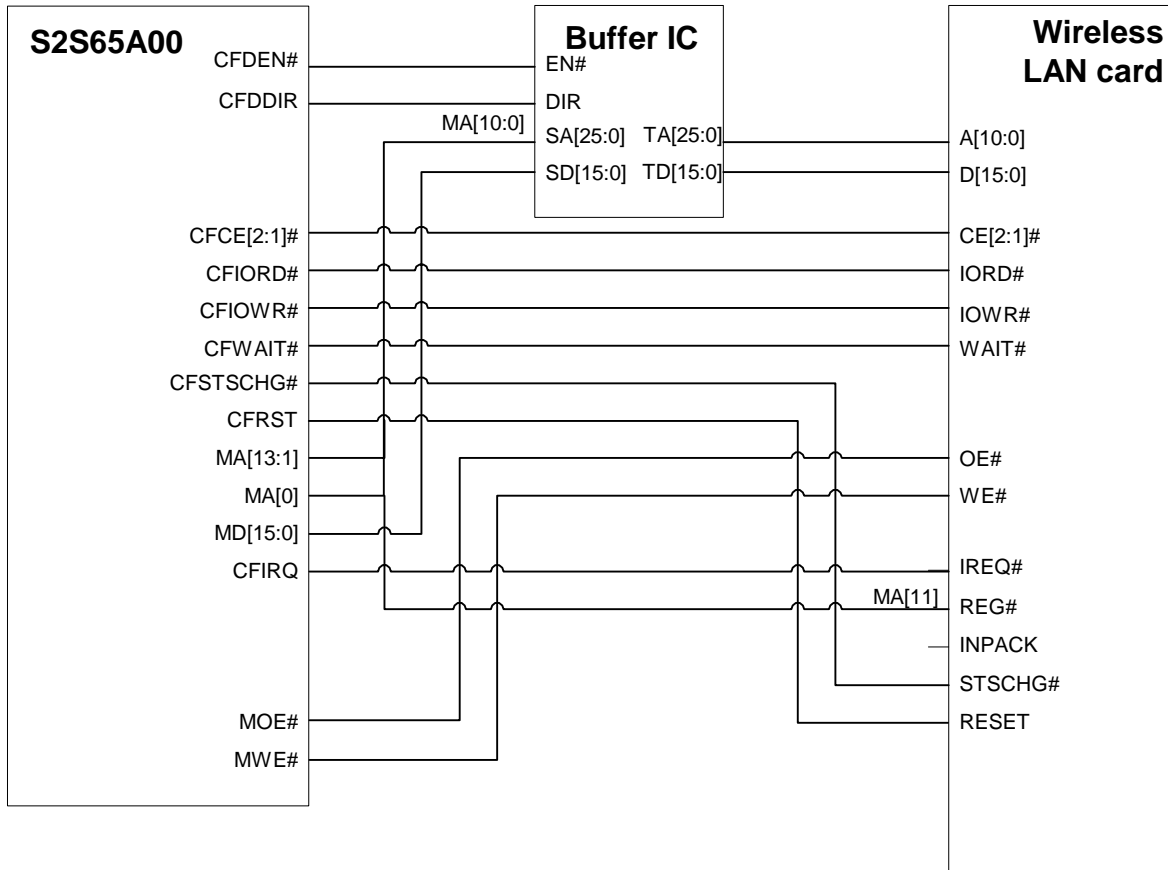 S2S65A00
CFDEN#
CFDDIR
CFCE[2:1]#
CFIORD#
CFIOWR#
CFWAIT#
CFSTSCHG#
CFRST
MA[13:1]
MA[0]
MD[15:0]
CFIRQ
MOE#
MWE#
MA[10:0]
Buffer IC
EN#
DIR
SA[25:0] TA[25:0]
SD[15:0] TD[15:0]
Wireless
LAN card
A[10:0]
D[15:0]
CE[2:1]#
IORD#
IOWR#
WAIT#
OE#
WE#
IREQ#
MA[11]
REG#
INPACK
STSCHG#
RESET